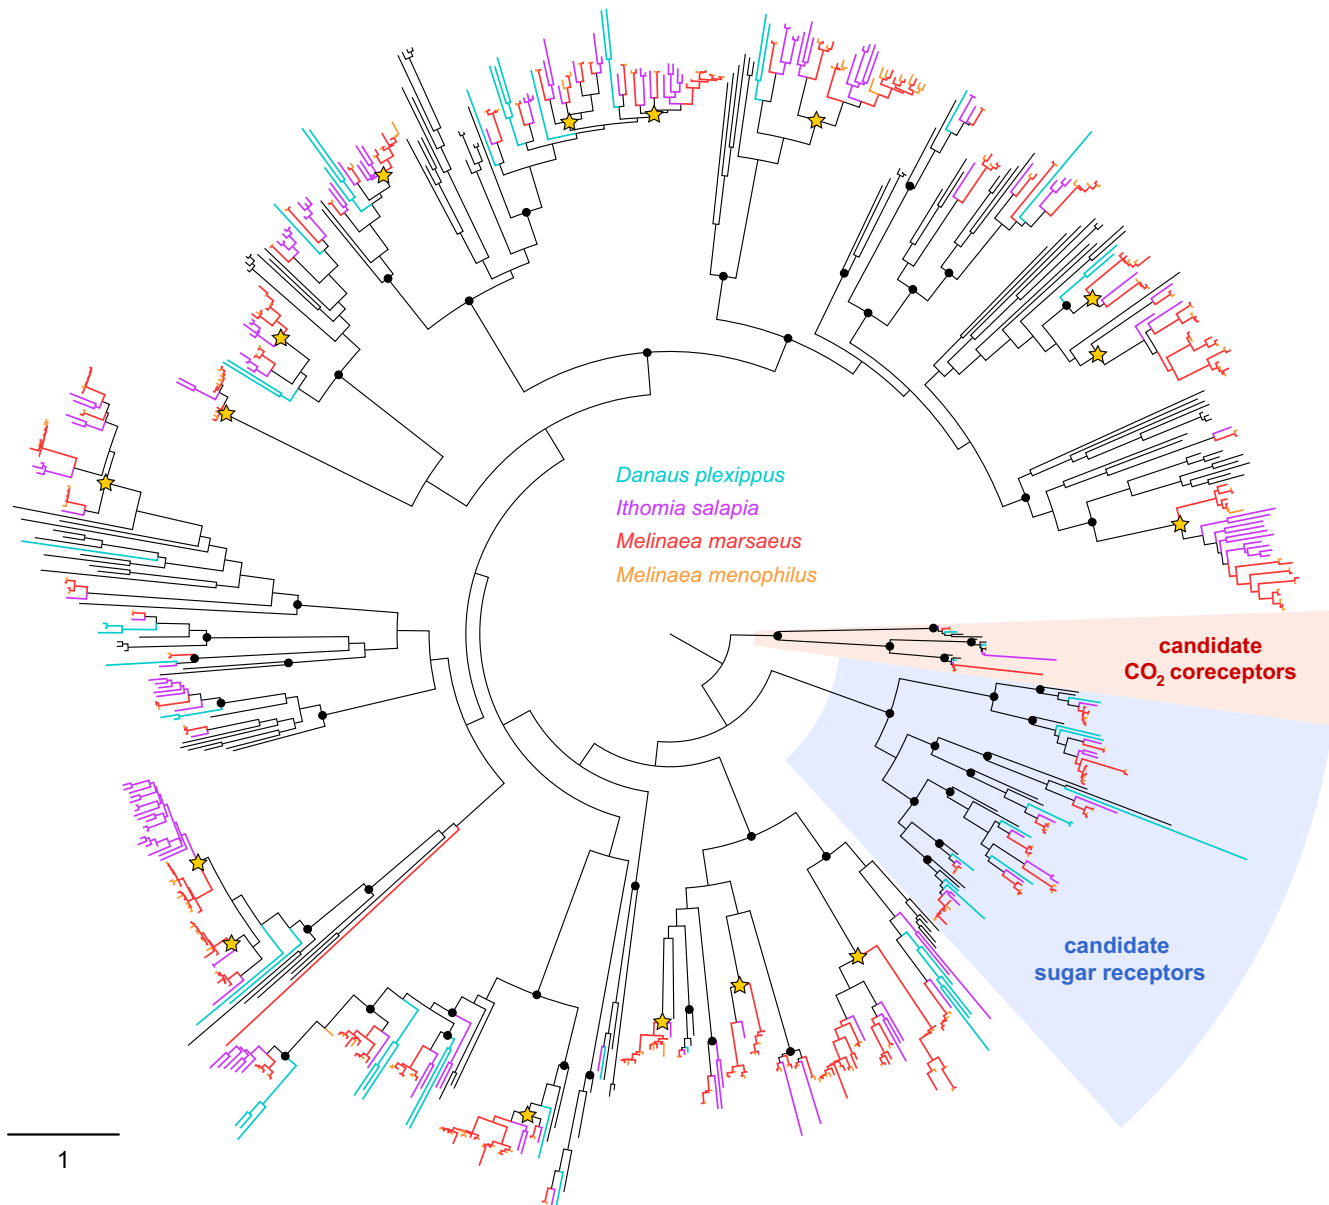 Danaus plexippus
Ithomia salapia
Melinaea marsaeus
Melinaea menophilus
candidate
CO₂ coreceptors
candidate
sugar receptors
1